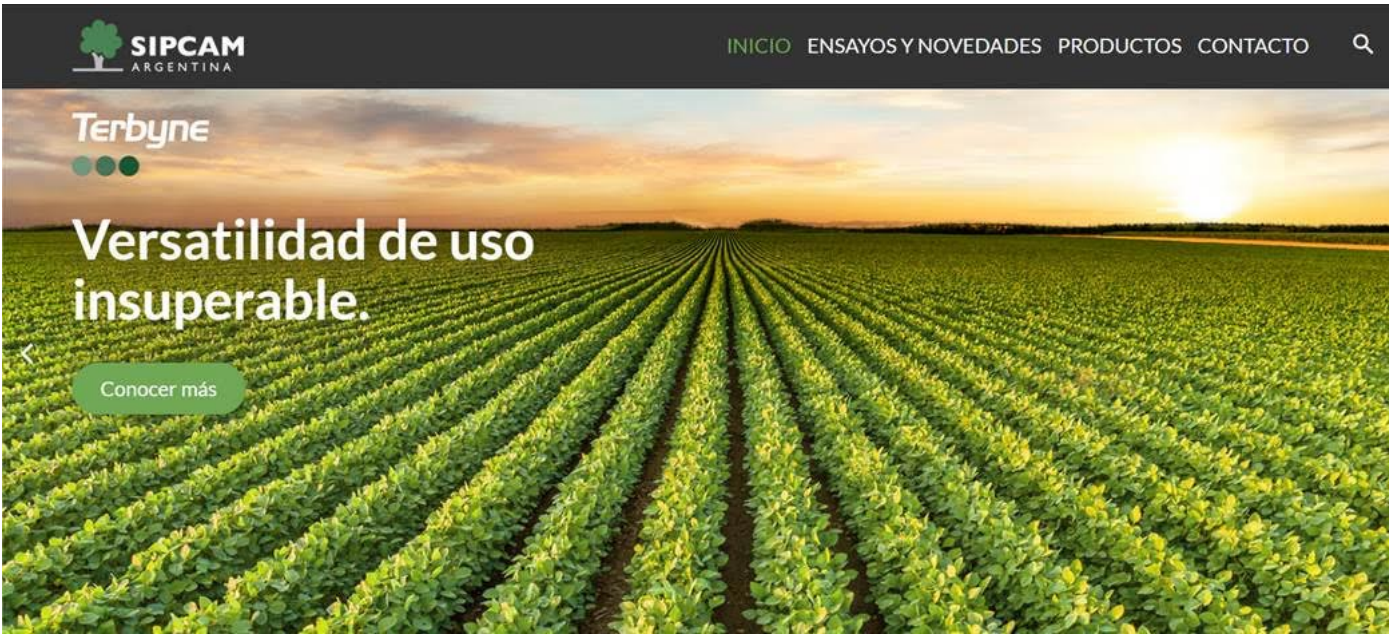 SIPCAM
ARGENTINA
INICIO ENSAYOS Y NOVEDADES PRODUCTOS CONTACTO
Terbyne
Versatilidad de uso
insuperable.
Conocer más